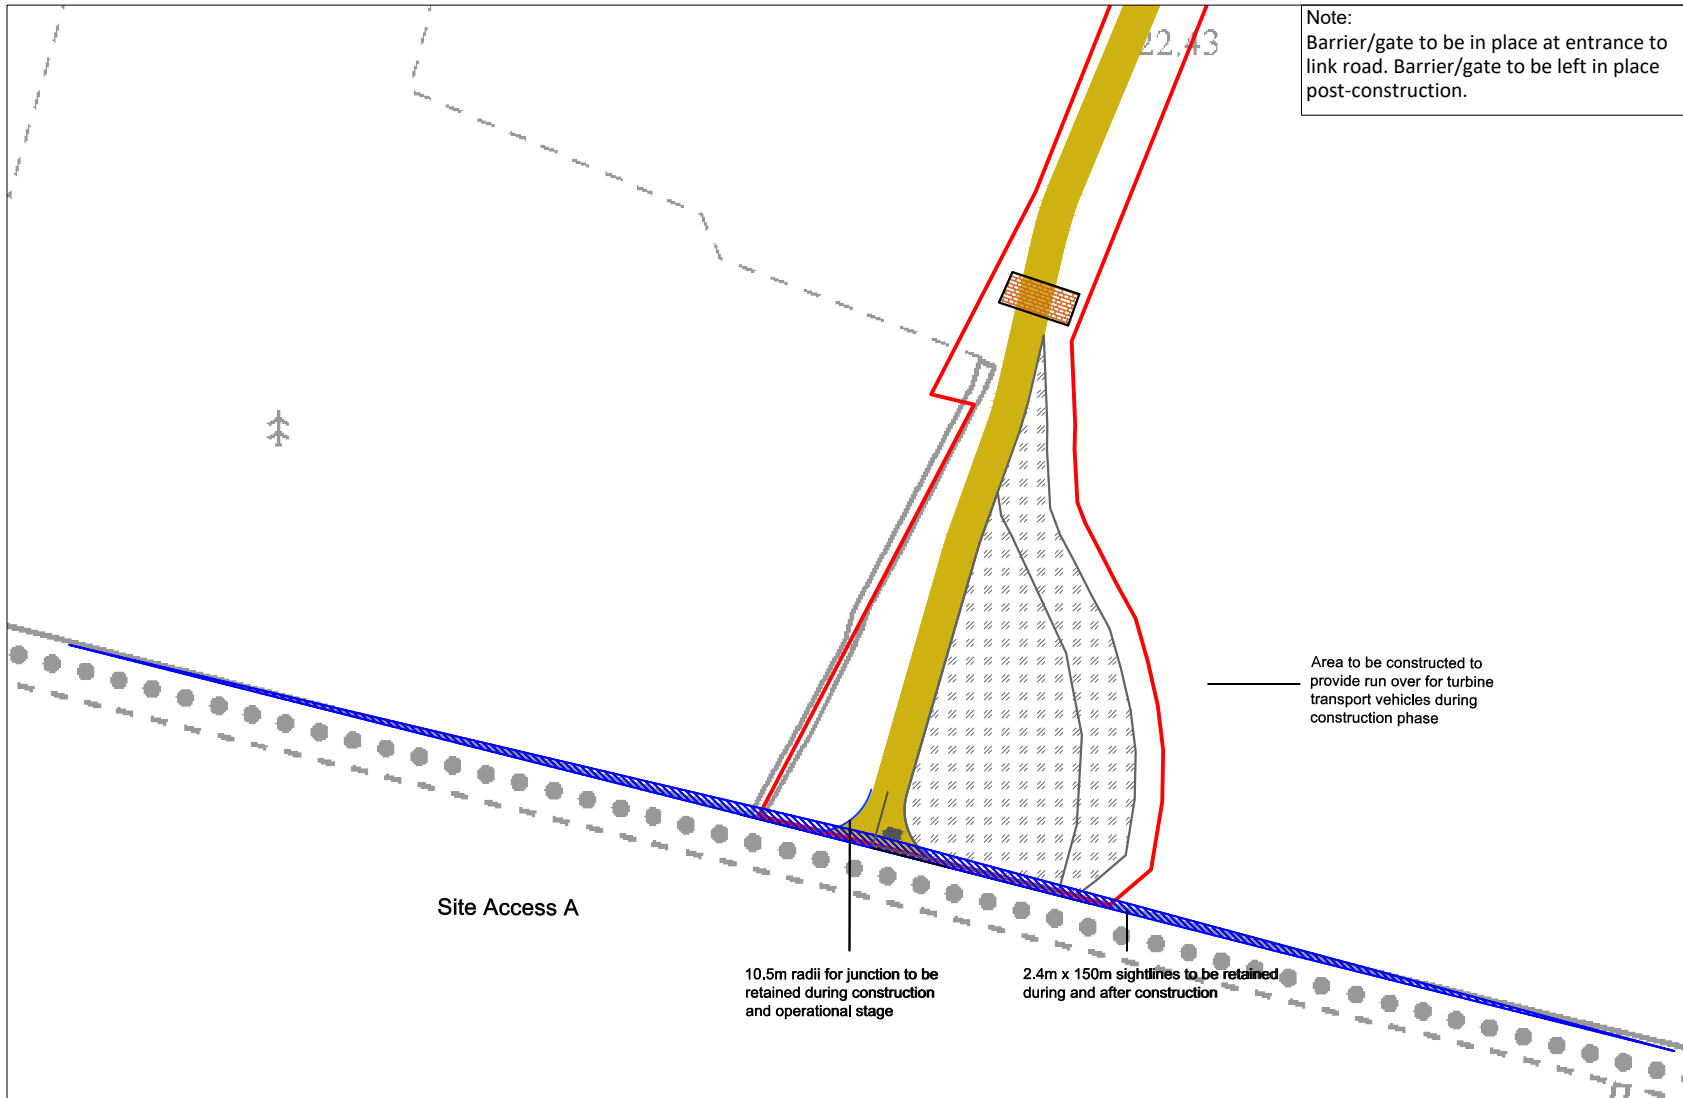 Note:
Barrier/gate to be in place at entrance to
link road. Barrier/gate to be left in place
post-construction.
22.43
Area to be constructed to
provide run over for turbine
transport vehicles during
construction phase
Site Access A
10.5m radii for junction to be
retained during construction
and operational stage
2.4m x 150m sightlines to be retained
during and after construction